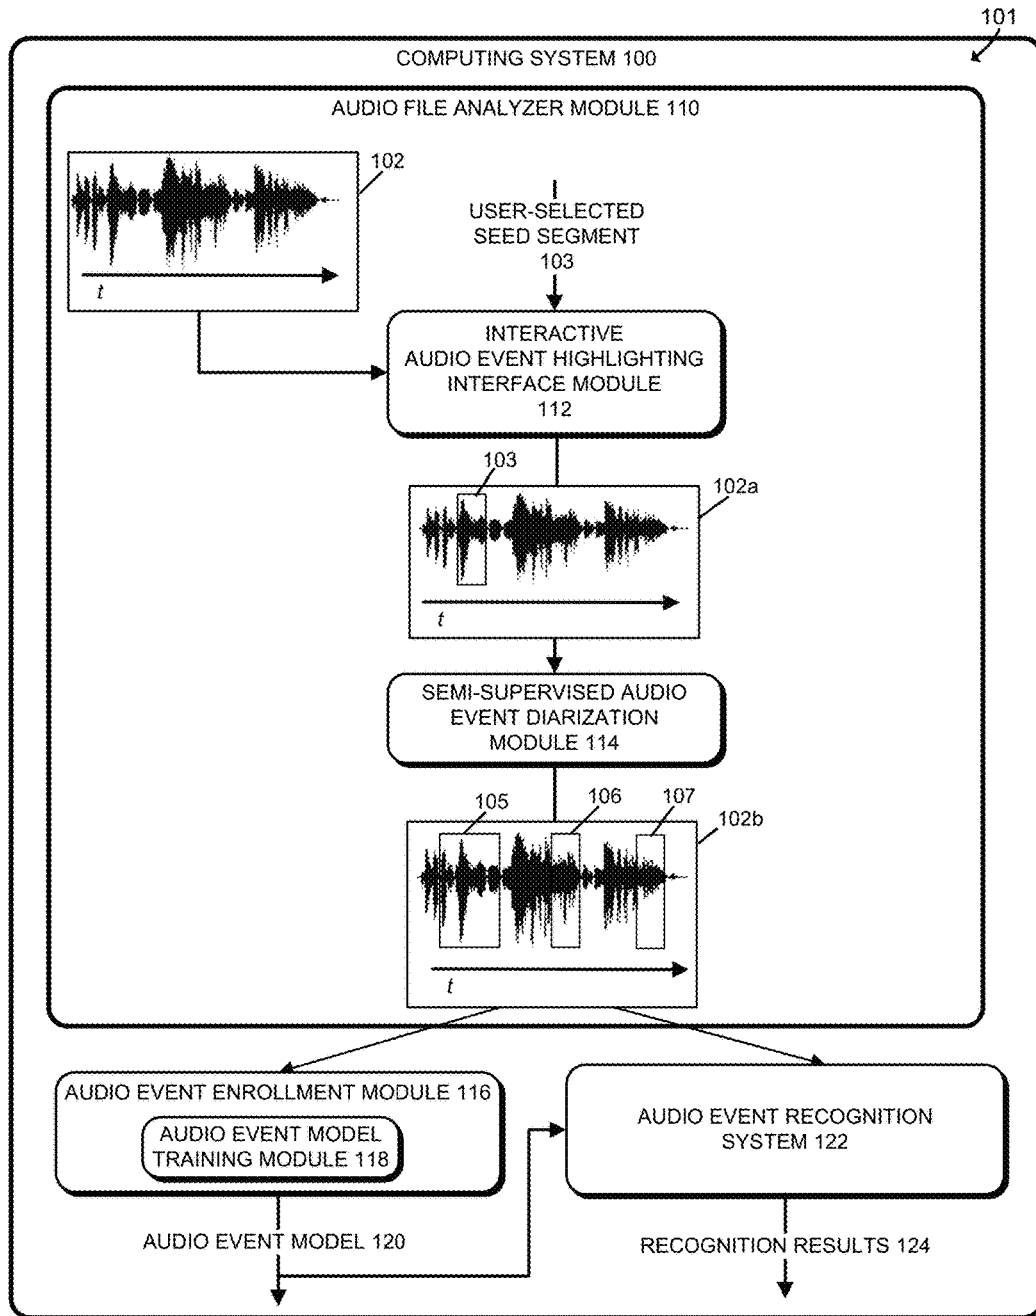 101
COMPUTING SYSTEM 100
AUDIO FILE ANALYZER MODULE 110
102
t
USER-SELECTED
SEED SEGMENT
103
INTERACTIVE
AUDIO EVENT HIGHLIGHTING
INTERFACE MODULE
112
103
102a
t
SEMI-SUPERVISED AUDIO
EVENT DIARIZATION
MODULE 114
105
106
107
102b
t
AUDIO EVENT ENROLLMENT MODULE 116
AUDIO EVENT MODEL
TRAINING MODULE 118
AUDIO EVENT RECOGNITION
SYSTEM 122
AUDIO EVENT MODEL 120
RECOGNITION RESULTS 124